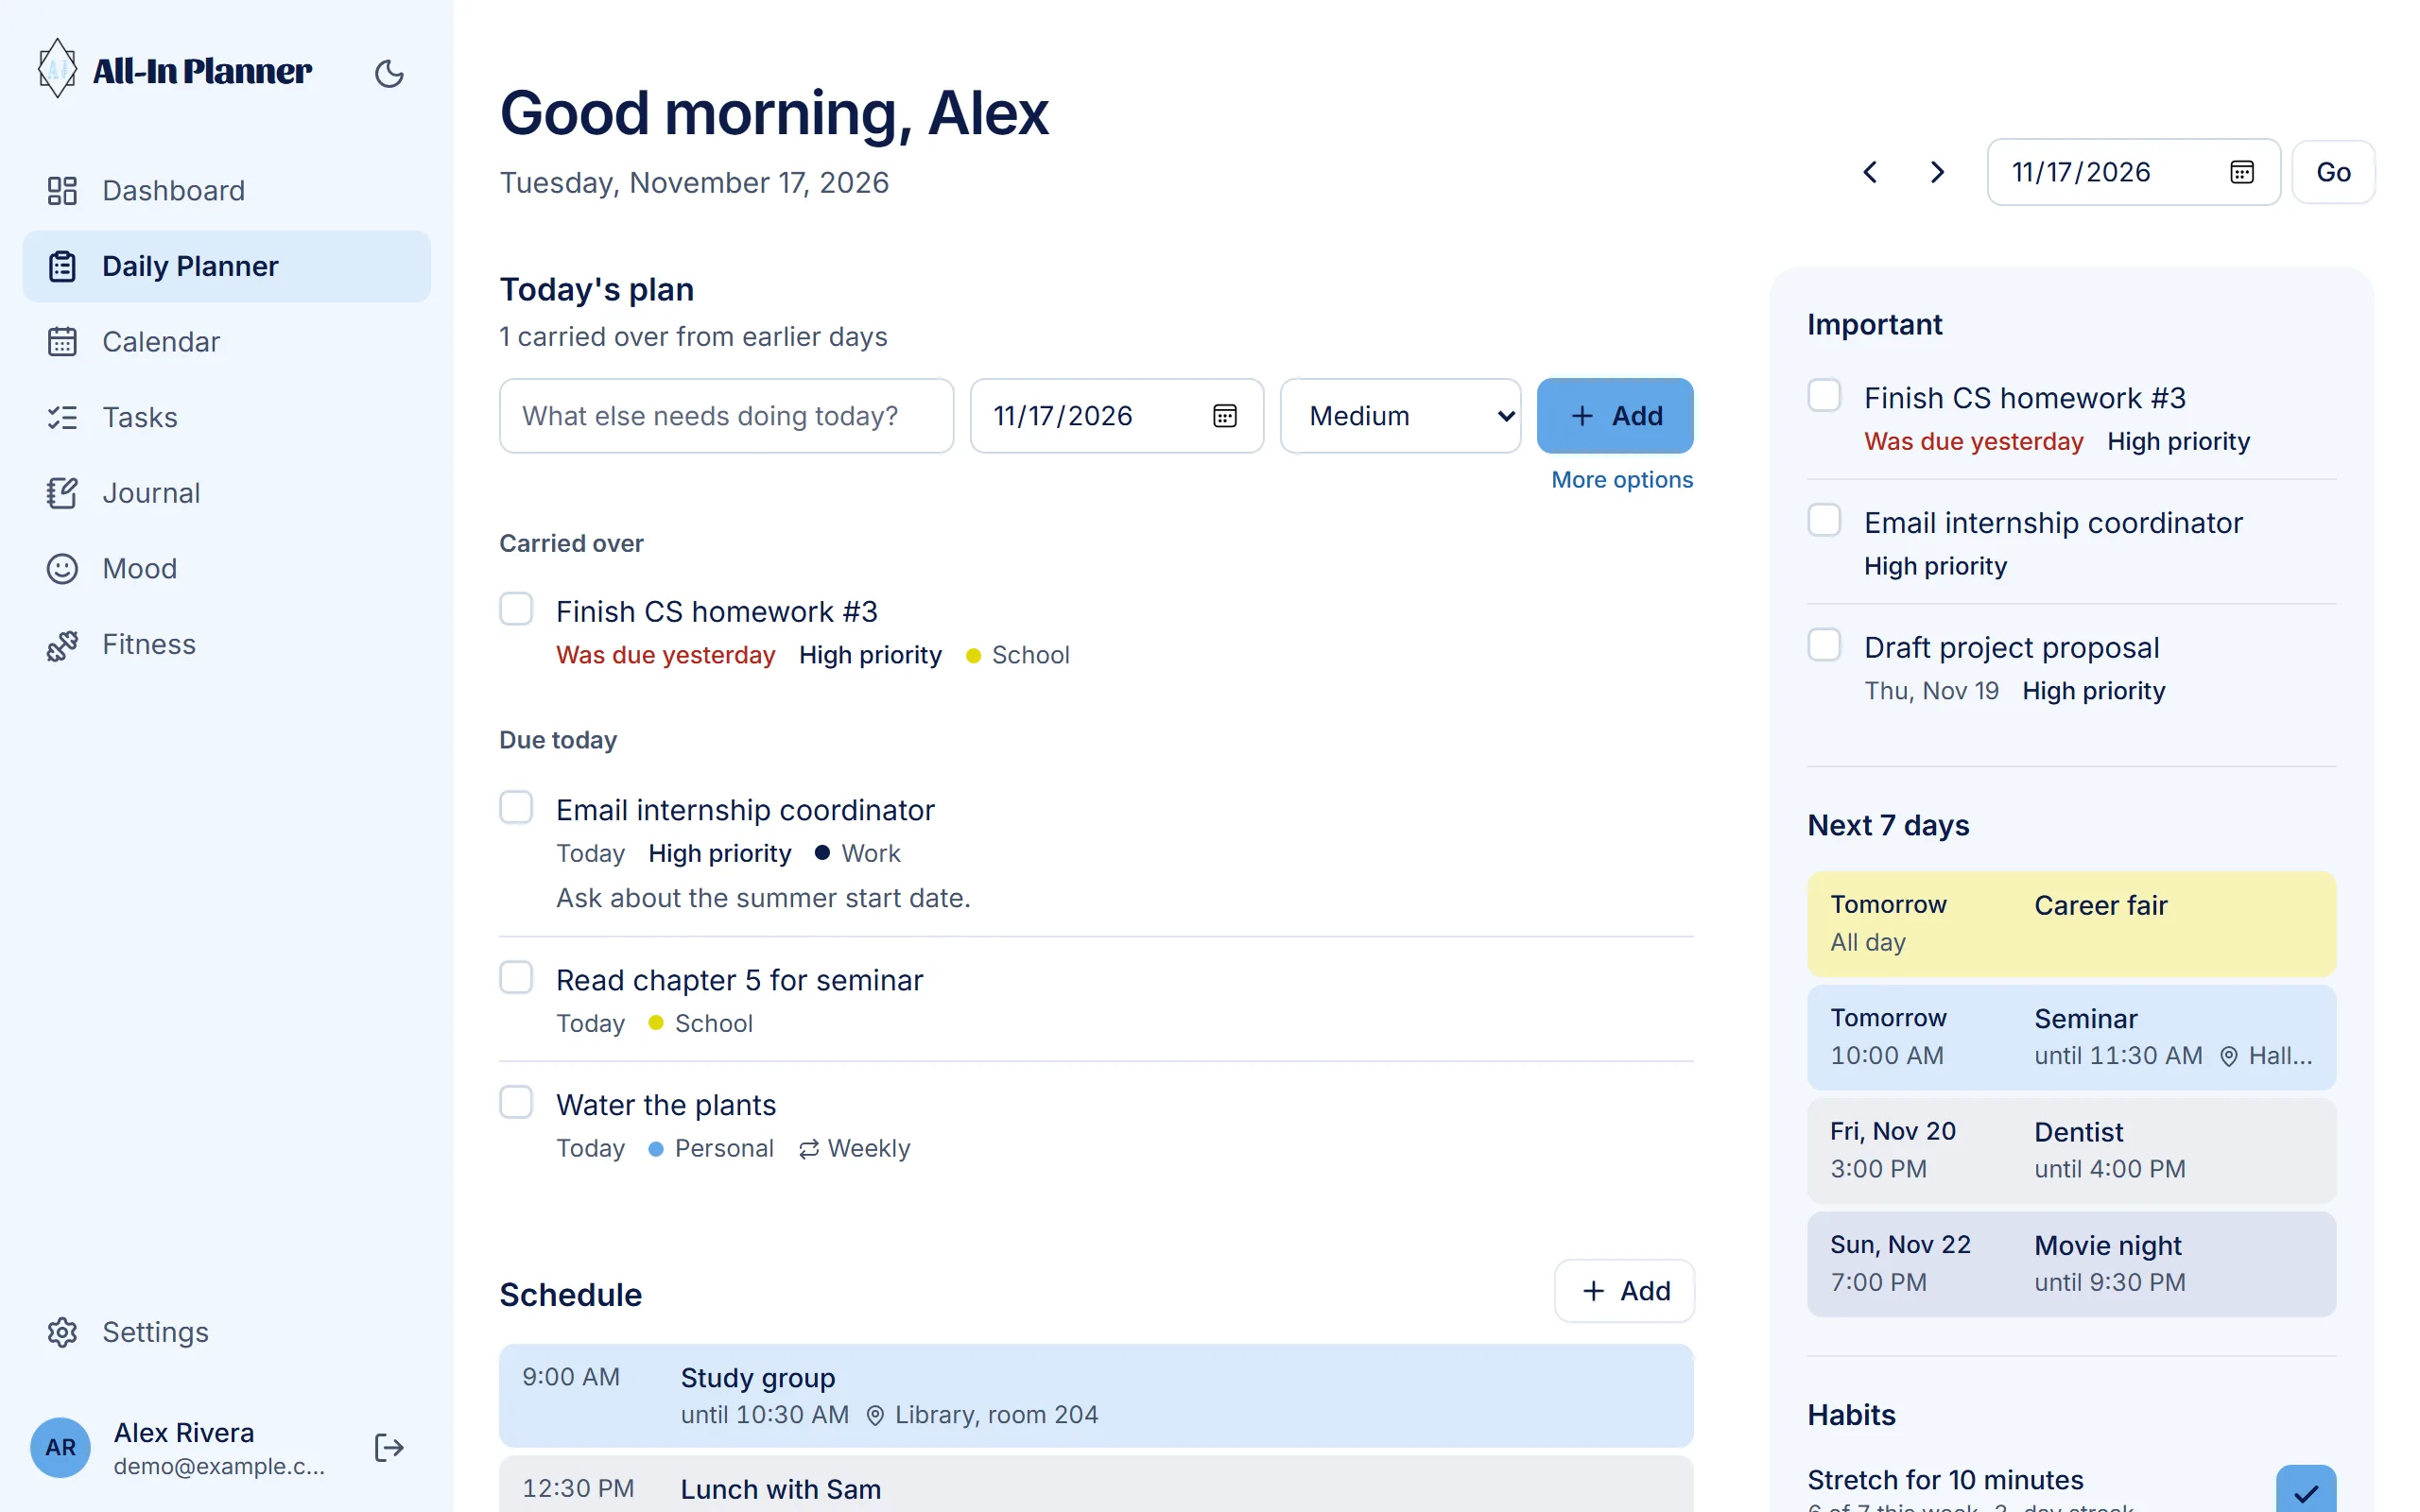 All-In Planner
Dashboard
Daily Planner
Calendar
Tasks
Journal
Mood
Fitness
Settings
AR
Alex Rivera
demo@example.c...
Good morning, Alex
Tuesday, November 17, 2026
11/17/2026
Go
Today's plan
1 carried over from earlier days
What else needs doing today?
11/17/2026
Medium
Add
More options
Carried over
Finish CS homework #3
Was due yesterday High priority School
Due today
Email internship coordinator
Today High priority Work
Ask about the summer start date.
Read chapter 5 for seminar
Today School
Water the plants
Today Personal Weekly
Schedule
Add
9:00 AM Study group
until 10:30 AM Library, room 204
12:30 PM Lunch with Sam
Important
Finish CS homework #3
Was due yesterday High priority
Email internship coordinator
High priority
Draft project proposal
Thu, Nov 19 High priority
Next 7 days
Tomorrow Career fair
All day
Tomorrow Seminar
10:00 AM until 11:30 AM Hall...
Fri, Nov 20 Dentist
3:00 PM until 4:00 PM
Sun, Nov 22 Movie night
7:00 PM until 9:30 PM
Habits
Stretch for 10 minutes